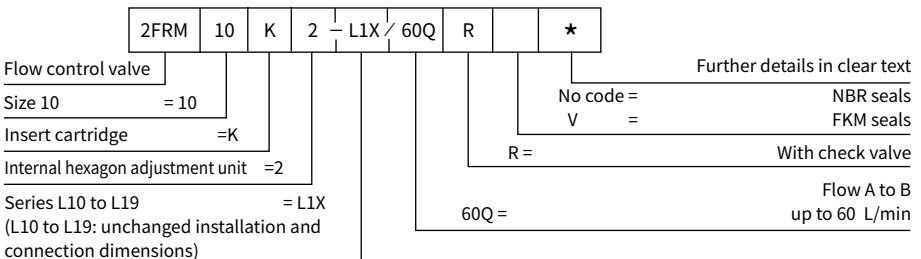 2FRM 10 K 2 – L1X / 60Q R *
Flow control valve
Size 10 = 10
Insert cartridge =K
Internal hexagon adjustment unit =2
Series L10 to L19 = L1X
(L10 to L19: unchanged installation and
connection dimensions)
Further details in clear text
No code = NBR seals
V = FKM seals
R = With check valve
Flow A to B
60Q = up to 60 L/min